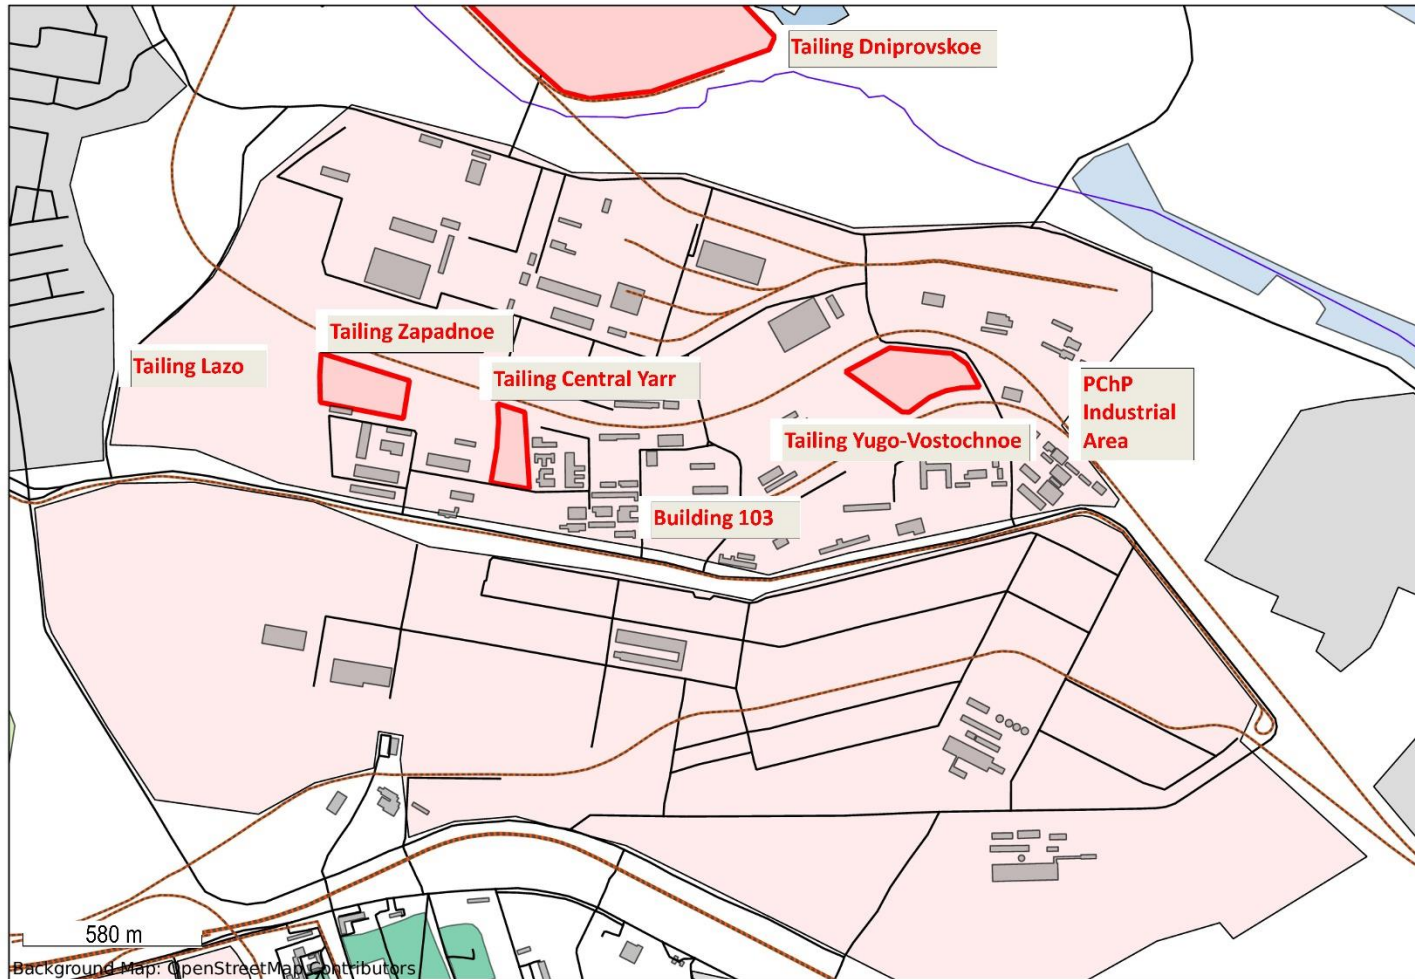 Tailing Dniprovskoe
Tailing Zapadnoe
Tailing Lazo
Tailing Central Yarr
PChP
Industrial
Area
Tailing Yugo-Vostochnoe
Building 103
580 m
Background Map: OpenStreetMap Contributors